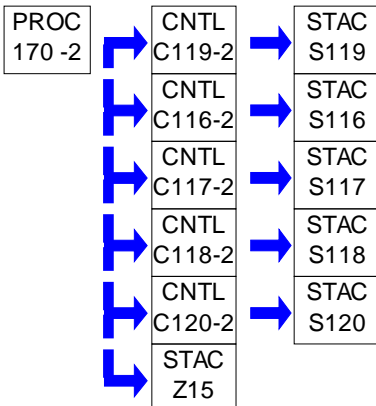 PROC
170 -2
CNTL
C119-2
STAC
S119
CNTL
C116-2
STAC
S116
CNTL
C117-2
STAC
S117
CNTL
C118-2
STAC
S118
CNTL
C120-2
STAC
S120
STAC
Z15